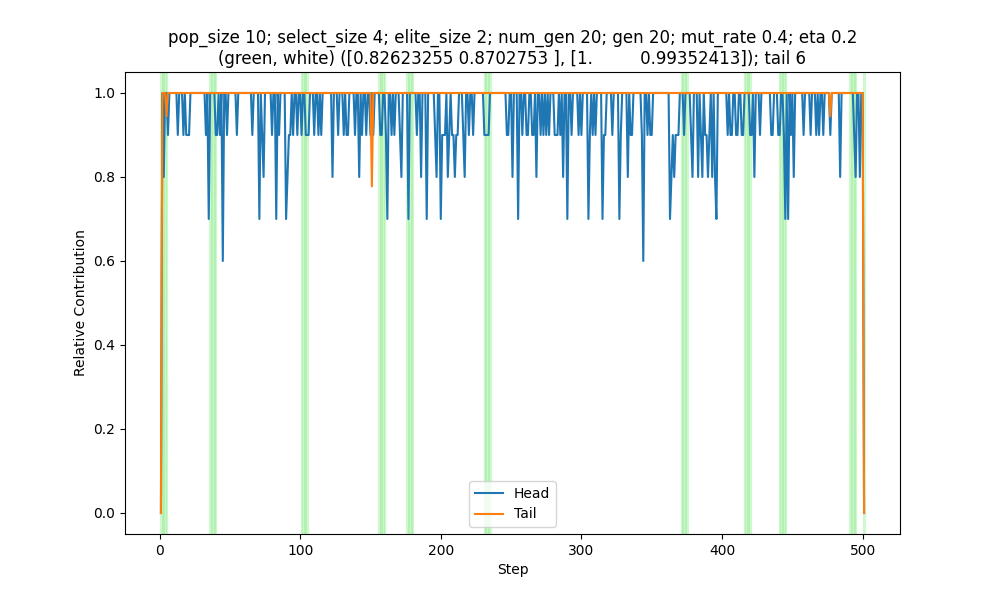 pop_size 10; select_size 4; elite_size 2; num_gen 20; gen 20; mut_rate 0.4; eta 0.2
(green, white) ([0.82623255 0.8702753 ], [1.         0.99352413]); tail 6
1.0
0.8
0.6
0.4
0.2
0.0
Relative Contribution
Head
Tail
0
100
200
300
400
500
Step